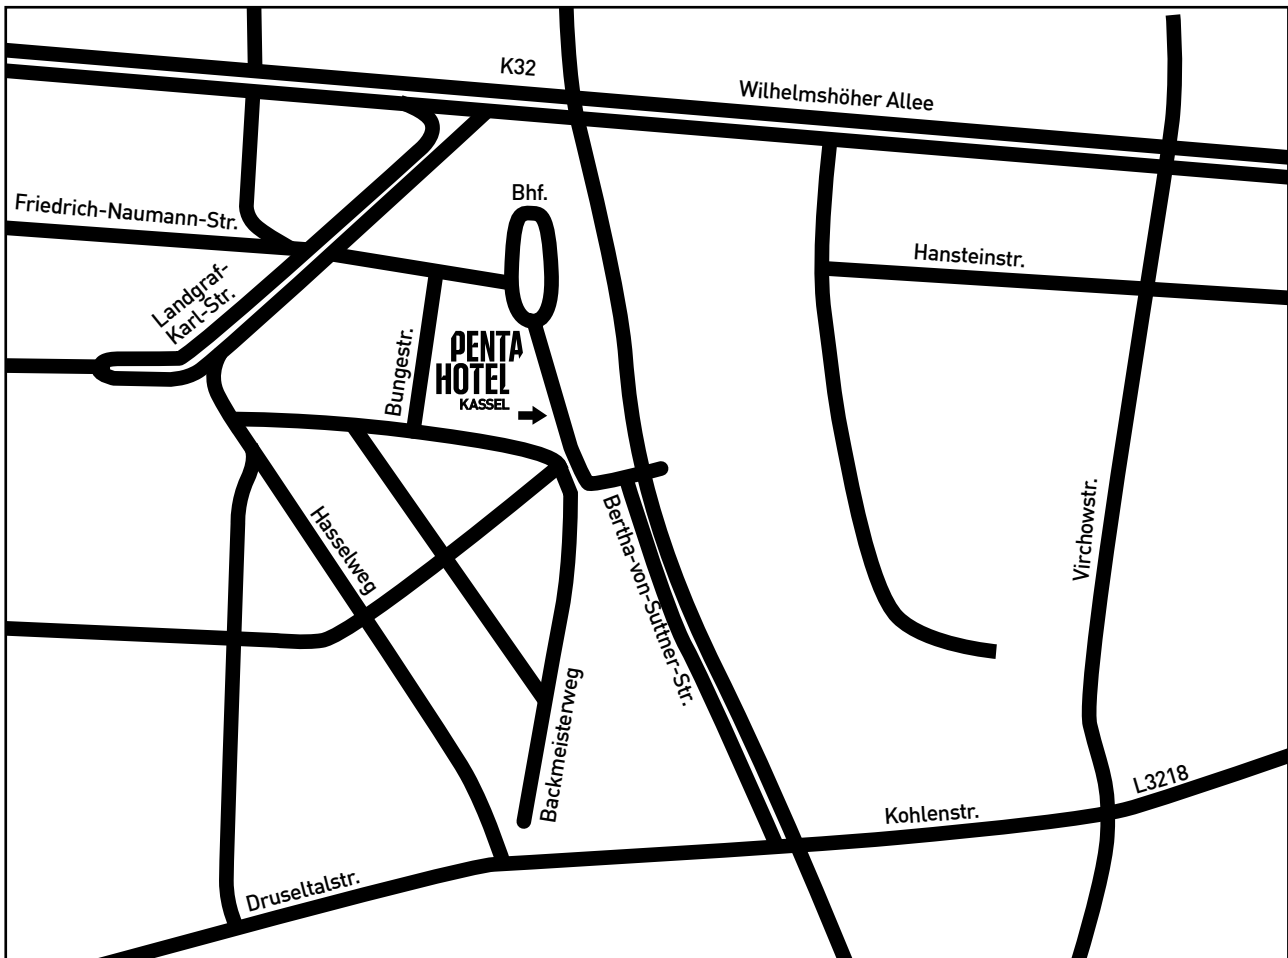 K32
Wilhelmshöher Allee
Bhf.
Friedrich-Naumann-Str.
Hansteinstr.
Landgraf-
Karl-Str.
Bungestr.
PENTA
HOTEL
KASSEL
Hasselweg
Bertha-von-Suttner-Str.
Virchowstr.
Backmeisterweg
L3218
Kohlenstr.
Druseltalstr.